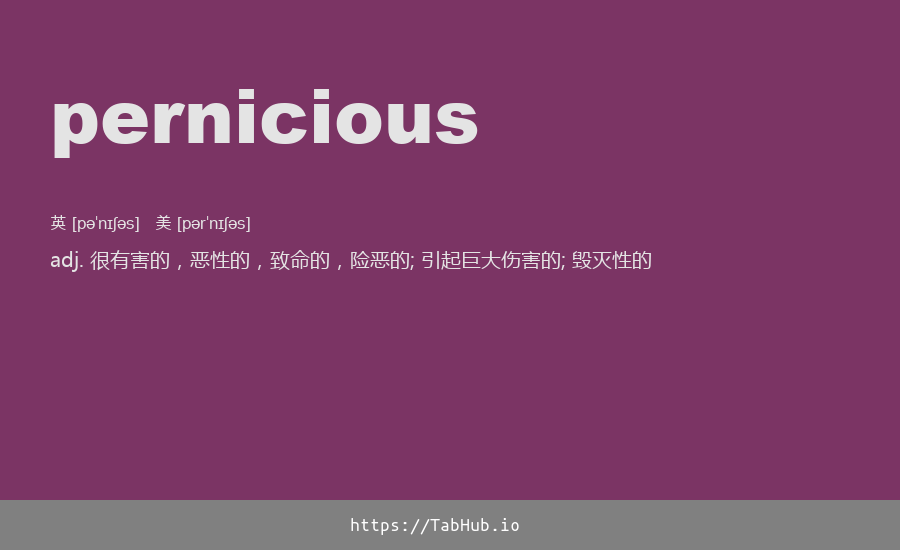 pernicious
英 [pəˈnɪʃəs] 美 [pərˈnɪʃəs]
adj. 很有害的，恶性的，致命的，险恶的; 引起巨大伤害的; 毁灭性的
https://TabHub.io